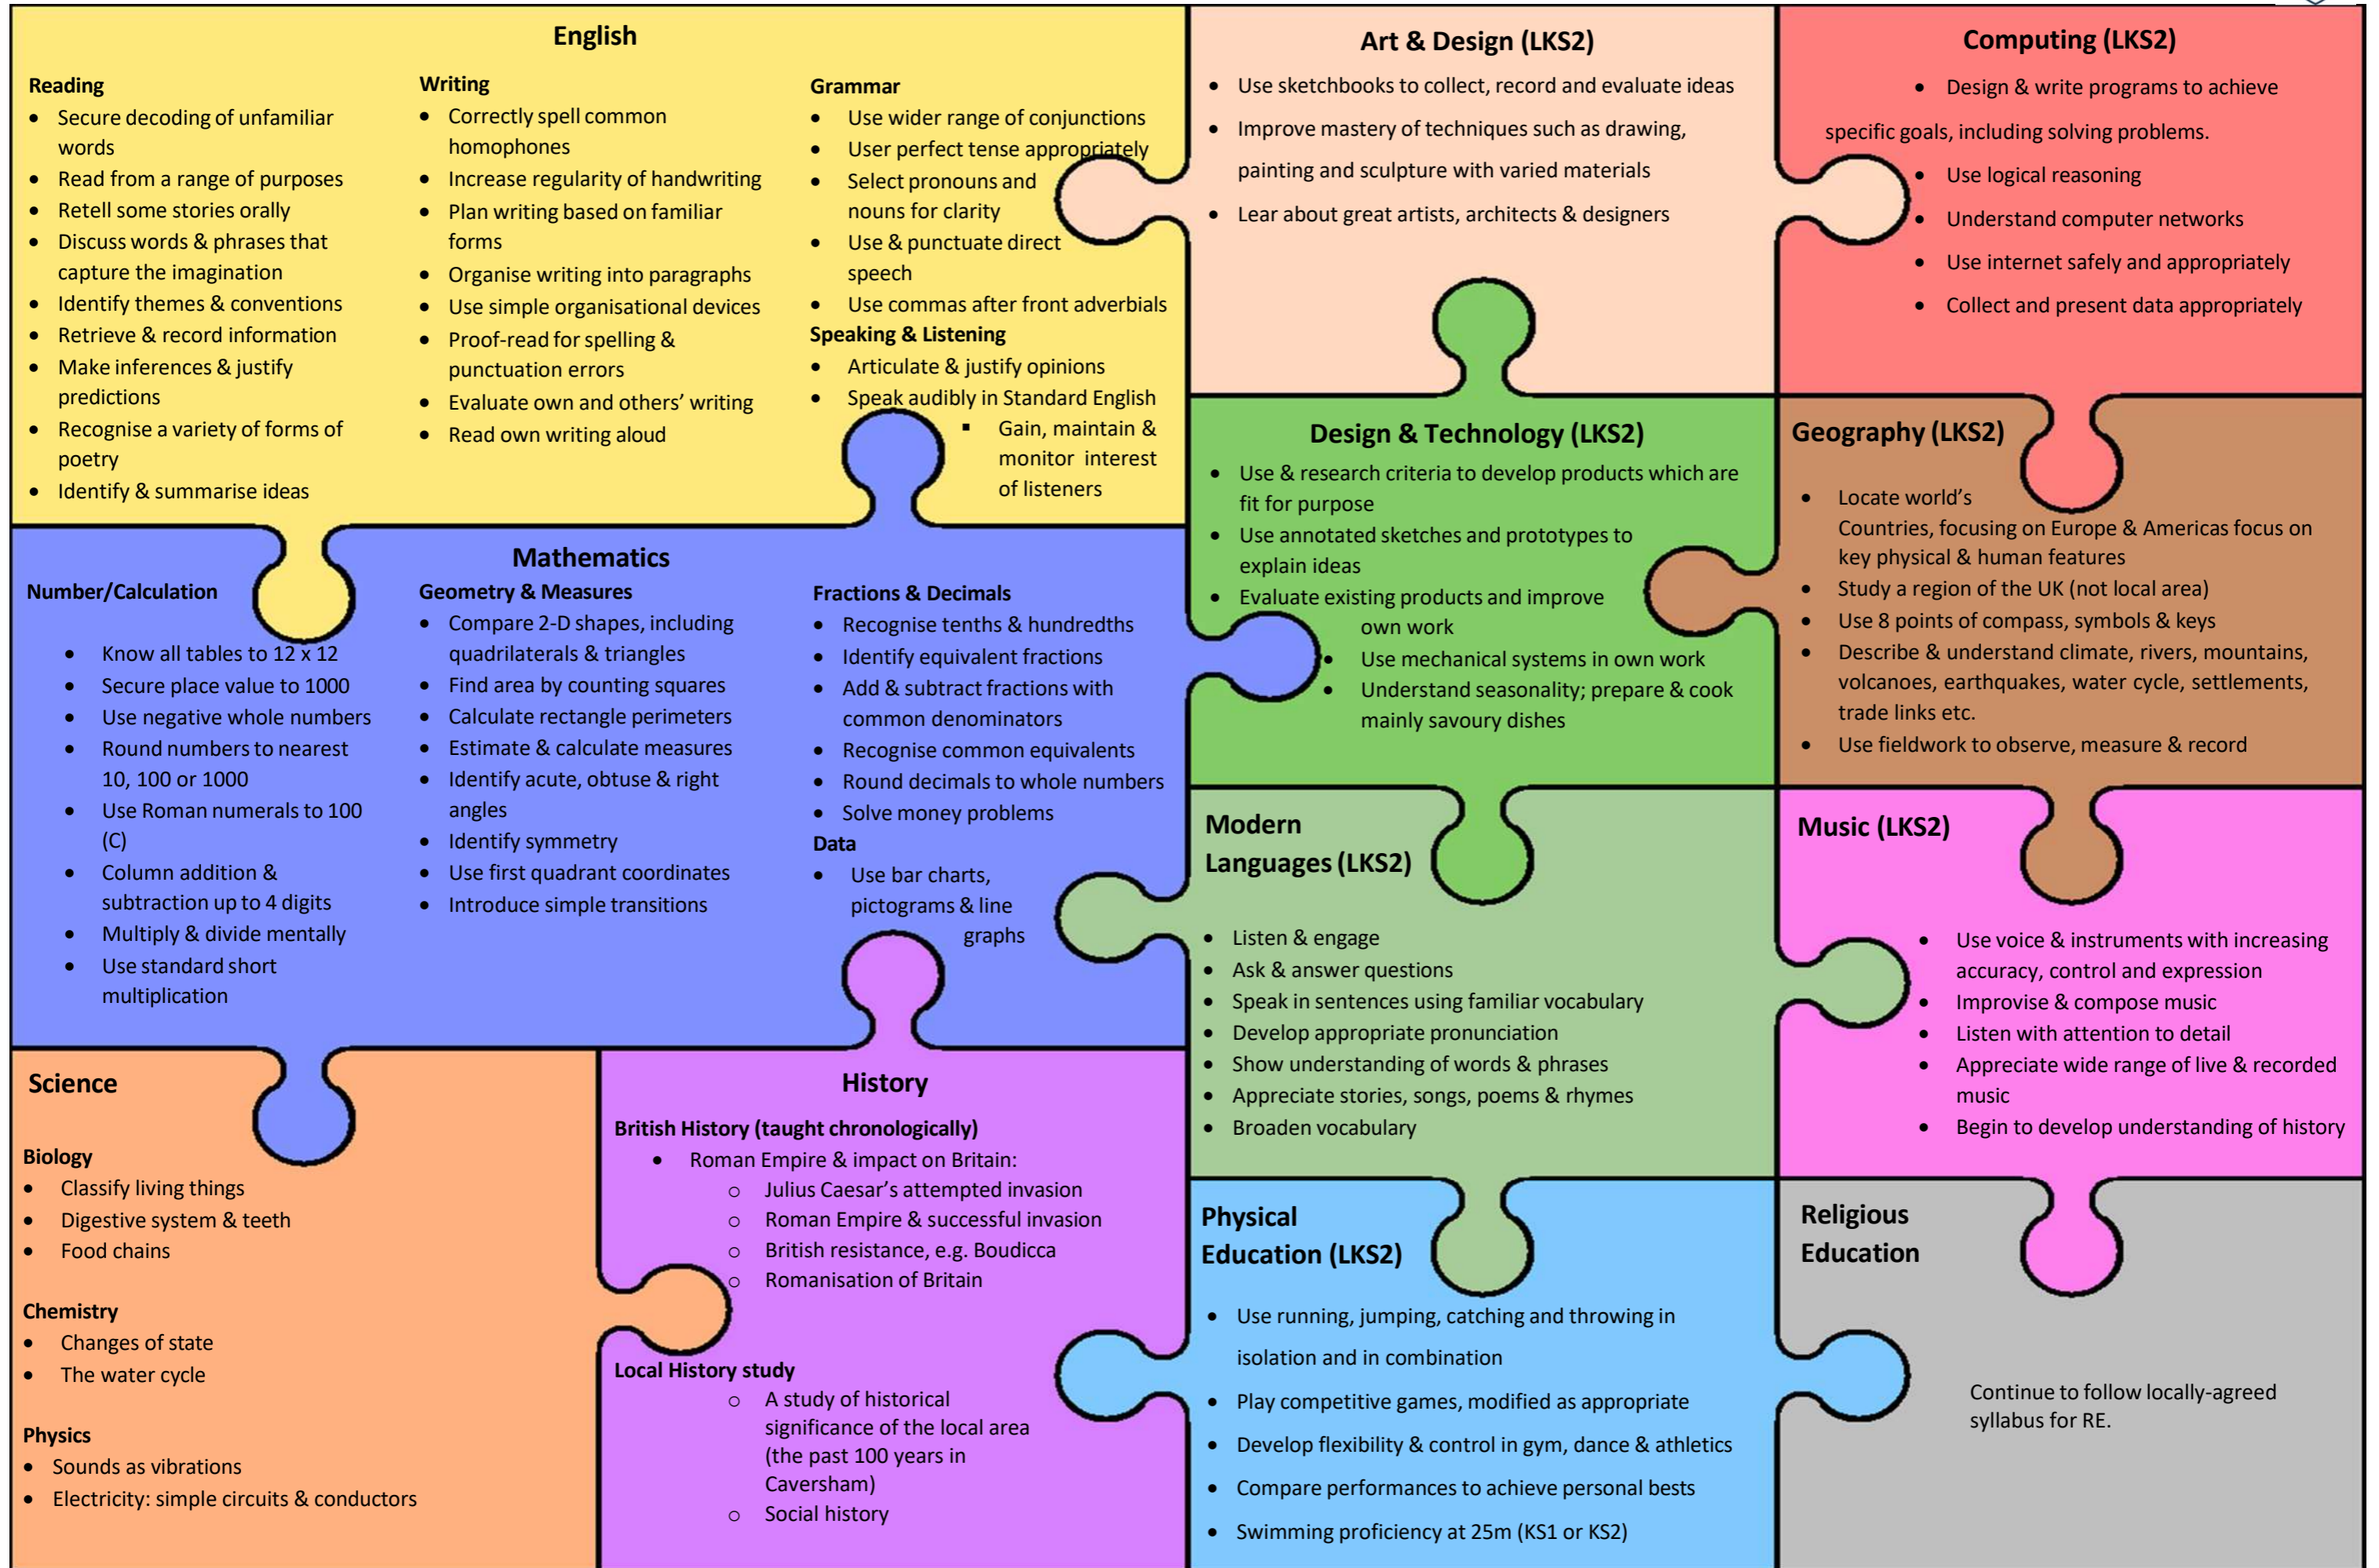 English
Reading
• Secure decoding of unfamiliar
words
• Read from a range of purposes
• Retell some stories orally
• Discuss words & phrases that
capture the imagination
• Identify themes & conventions
• Retrieve & record information
• Make inferences & justify
predictions
• Recognise a variety of forms of
poetry
• Identify & summarise ideas
Writing
• Correctly spell common
homophones
• Increase regularity of handwriting
• Plan writing based on familiar
forms
• Organise writing into paragraphs
• Use simple organisational devices
• Proof-read for spelling &
punctuation errors
• Evaluate own and others’ writing
• Read own writing aloud
Grammar
• Use wider range of conjunctions
• User perfect tense appropriately
• Select pronouns and
nouns for clarity
• Use & punctuate direct
speech
• Use commas after front adverbials
Speaking & Listening
• Articulate & justify opinions
• Speak audibly in Standard English
▪ Gain, maintain &
monitor interest
of listeners
Art & Design (LKS2)
• Use sketchbooks to collect, record and evaluate ideas
• Improve mastery of techniques such as drawing,
painting and sculpture with varied materials
• Lear about great artists, architects & designers
Computing (LKS2)
• Design & write programs to achieve
specific goals, including solving problems.
• Use logical reasoning
• Understand computer networks
• Use internet safely and appropriately
• Collect and present data appropriately
Mathematics
Number/Calculation
• Know all tables to 12 x 12
• Secure place value to 1000
• Use negative whole numbers
• Round numbers to nearest
10, 100 or 1000
• Use Roman numerals to 100
(C)
• Column addition &
subtraction up to 4 digits
• Multiply & divide mentally
• Use standard short
multiplication
Geometry & Measures
• Compare 2-D shapes, including
quadrilaterals & triangles
• Find area by counting squares
• Calculate rectangle perimeters
• Estimate & calculate measures
• Identify acute, obtuse & right
angles
• Identify symmetry
• Use first quadrant coordinates
• Introduce simple transitions
Fractions & Decimals
• Recognise tenths & hundredths
• Identify equivalent fractions
• Add & subtract fractions with
common denominators
• Recognise common equivalents
• Round decimals to whole numbers
• Solve money problems
Data
• Use bar charts,
pictograms & line
graphs
Design & Technology (LKS2)
• Use & research criteria to develop products which are
fit for purpose
• Use annotated sketches and prototypes to
explain ideas
• Evaluate existing products and improve
own work
• Use mechanical systems in own work
• Understand seasonality; prepare & cook
mainly savoury dishes
Geography (LKS2)
• Locate world’s
Countries, focusing on Europe & Americas focus on
key physical & human features
• Study a region of the UK (not local area)
• Use 8 points of compass, symbols & keys
• Describe & understand climate, rivers, mountains,
volcanoes, earthquakes, water cycle, settlements,
trade links etc.
• Use fieldwork to observe, measure & record
Modern
Languages (LKS2)
• Listen & engage
• Ask & answer questions
• Speak in sentences using familiar vocabulary
• Develop appropriate pronunciation
• Show understanding of words & phrases
• Appreciate stories, songs, poems & rhymes
• Broaden vocabulary
Music (LKS2)
• Use voice & instruments with increasing
accuracy, control and expression
• Improvise & compose music
• Listen with attention to detail
• Appreciate wide range of live & recorded
music
• Begin to develop understanding of history
Science
Biology
• Classify living things
• Digestive system & teeth
• Food chains
Chemistry
• Changes of state
• The water cycle
Physics
• Sounds as vibrations
• Electricity: simple circuits & conductors
History
British History (taught chronologically)
• Roman Empire & impact on Britain:
o Julius Caesar’s attempted invasion
o Roman Empire & successful invasion
o British resistance, e.g. Boudicca
o Romanisation of Britain
Local History study
o A study of historical
significance of the local area
(the past 100 years in
Caversham)
o Social history
Physical
Education (LKS2)
• Use running, jumping, catching and throwing in
isolation and in combination
• Play competitive games, modified as appropriate
• Develop flexibility & control in gym, dance & athletics
• Compare performances to achieve personal bests
• Swimming proficiency at 25m (KS1 or KS2)
Religious
Education
Continue to follow locally-agreed
syllabus for RE.